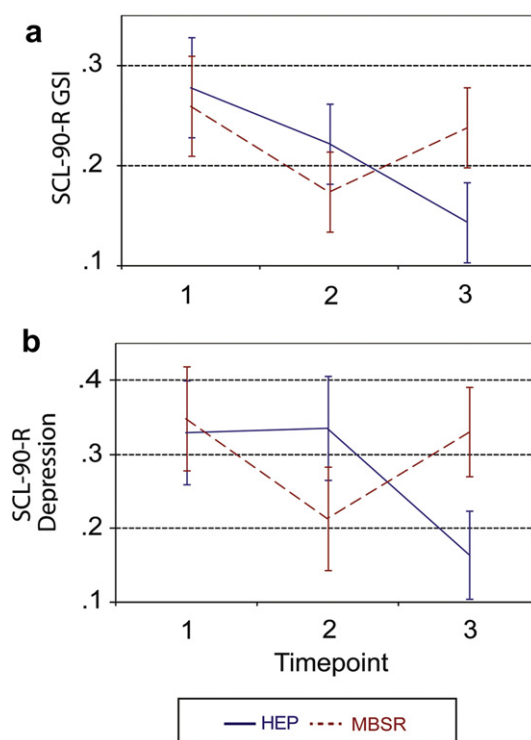 a
SCL-90-R GSI
.3
.2
.1
1 2 3
b
SCL-90-R
Depression
.4
.3
.2
.1
1 2 3
Timepoint
HEP MBSR